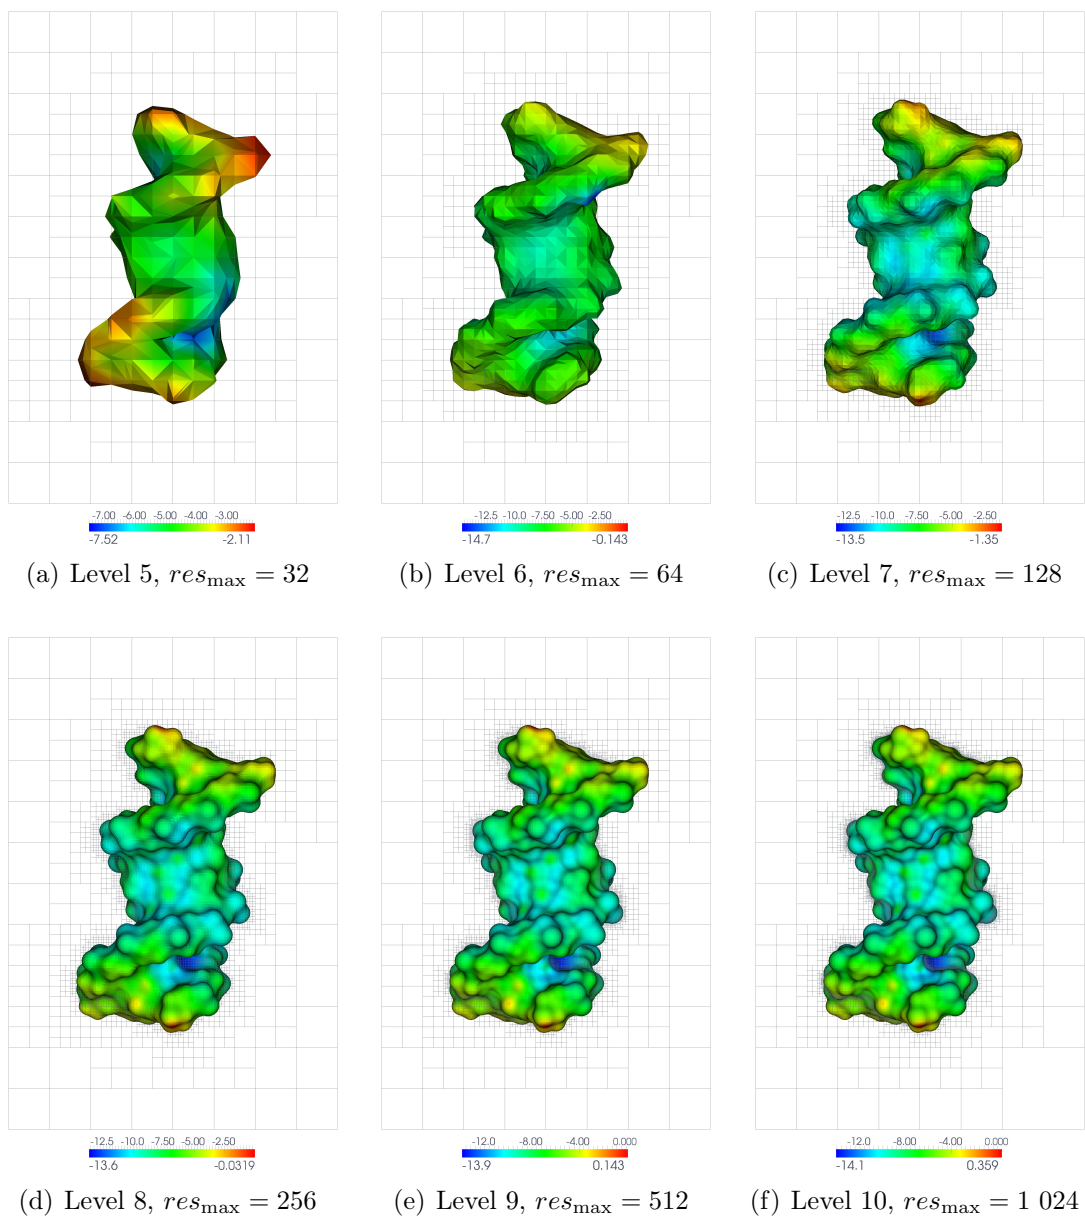 -7.00 -6.00 -5.00 -4.00 -3.00
-7.52 -2.11
(a) Level 5, res_max = 32
-12.5 -10.0 -7.50 -5.00 -2.50
-14.7 -0.143
(b) Level 6, res_max = 64
-12.5 -10.0 -7.50 -5.00 -2.50
-13.5 -1.35
(c) Level 7, res_max = 128
-12.5 -10.0 -7.50 -5.00 -2.50
-13.6 -0.0319
(d) Level 8, res_max = 256
-12.0 -8.00 -4.00 0.000
-13.9 0.143
(e) Level 9, res_max = 512
-12.0 -8.00 -4.00 0.000
-14.1 0.359
(f) Level 10, res_max = 1 024